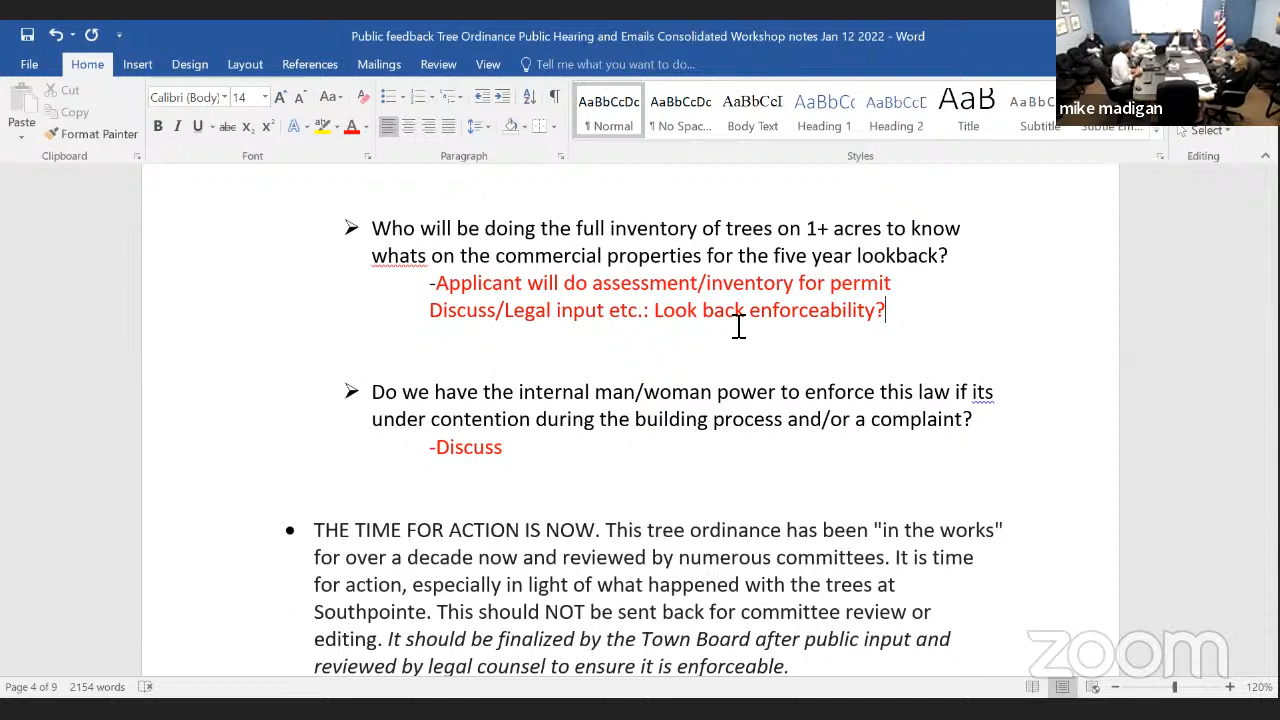 Public feedback Tree Ordinance Public Hearing and Emails Consolidated Workshop notes Jan 12 2022 - Word
File Home Insert Design Layout References Mailings Review View Tell me what you want to do...
mike madigan
Paste
Cut
Copy
Format Painter
Clipboard
Calibri (Body) 14
Font
Paragraph
AaBbCcDc AaBbCcDc AaBbCcI AaBbCc AaBbCcD AaB
¶ Normal ¶ No Spac... Body Text Heading 1 Heading 2 Title Subtitle
Styles
Select
Editing
Who will be doing the full inventory of trees on 1+ acres to know
whats on the commercial properties for the five year lookback?
-Applicant will do assessment/inventory for permit
Discuss/Legal input etc.: Look back enforceability?
Do we have the internal man/woman power to enforce this law if its
under contention during the building process and/or a complaint?
-Discuss
THE TIME FOR ACTION IS NOW. This tree ordinance has been "in the works"
for over a decade now and reviewed by numerous committees. It is time
for action, especially in light of what happened with the trees at
Southpointe. This should NOT be sent back for committee review or
editing. It should be finalized by the Town Board after public input and
reviewed by legal counsel to ensure it is enforceable.
zoom
Page 4 of 9 2154 words 120%